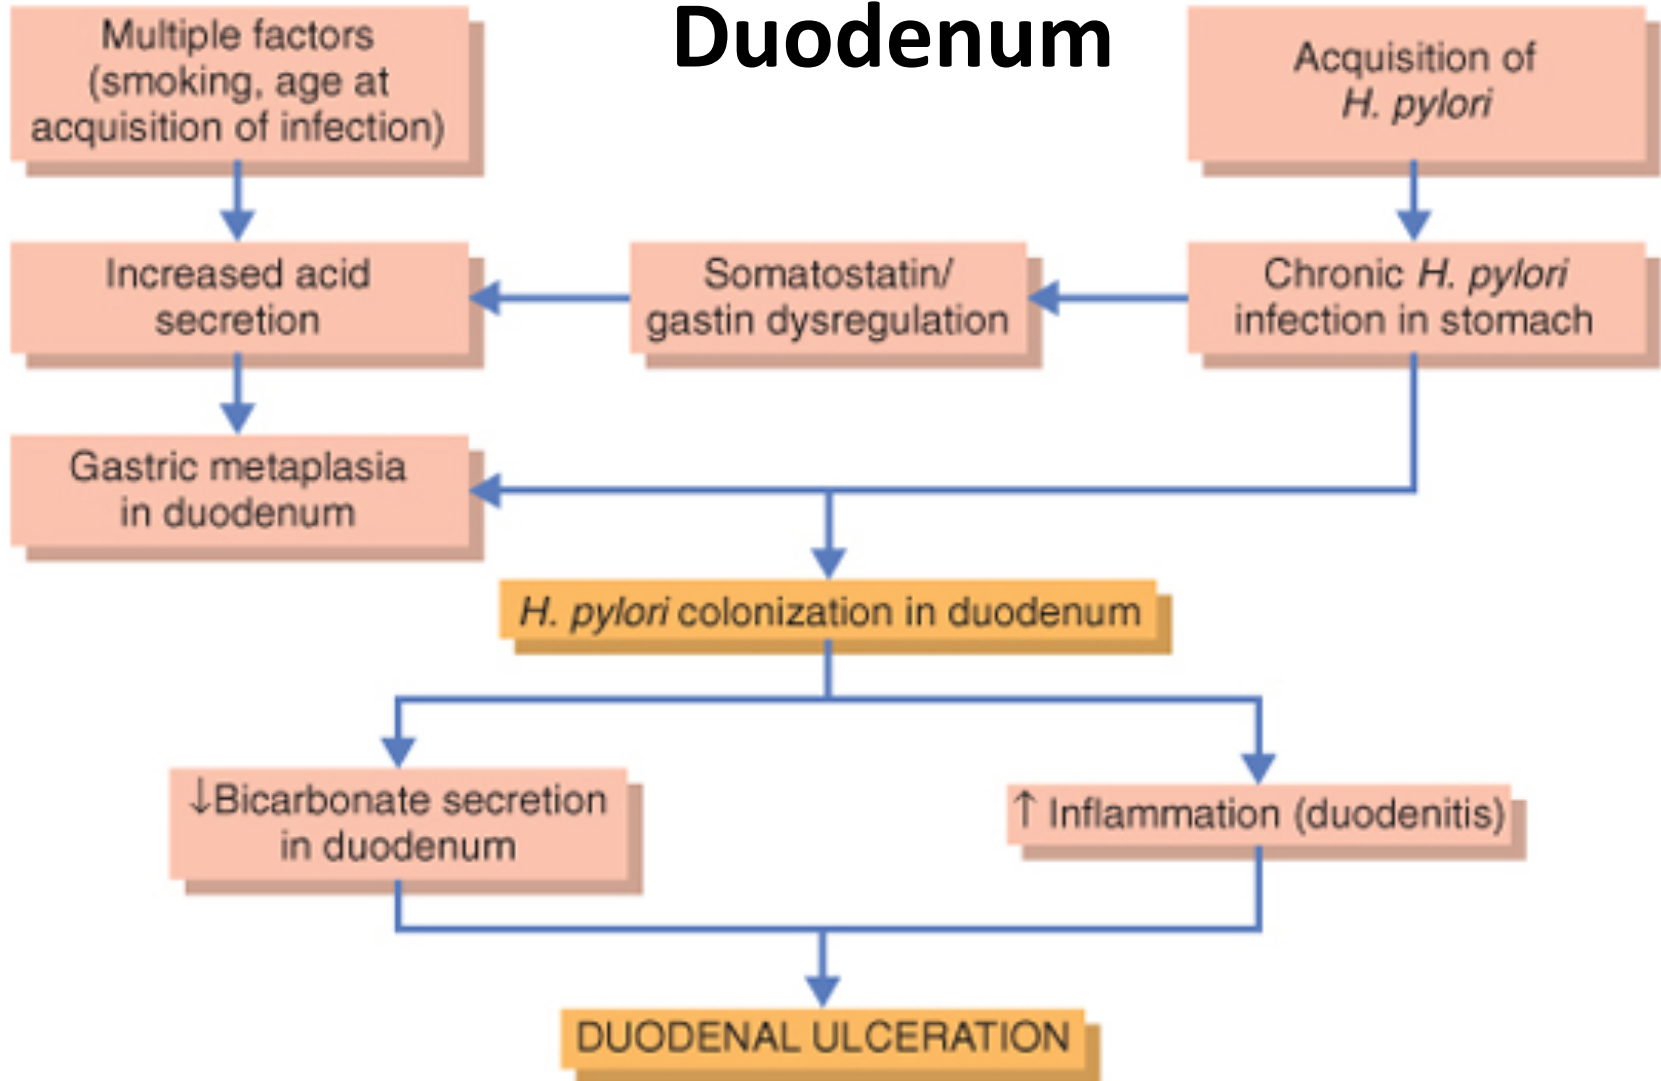 Duodenum
Multiple factors
(smoking, age at
acquisition of infection)
Acquisition of
H. pylori
Increased acid
secretion
Somatostatin/
gastin dysregulation
Chronic H. pylori
infection in stomach
Gastric metaplasia
in duodenum
H. pylori colonization in duodenum
↓Bicarbonate secretion
in duodenum
↑ Inflammation (duodenitis)
DUODENAL ULCERATION